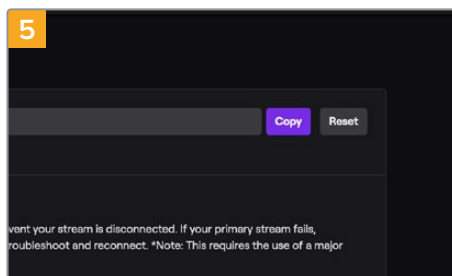 5
Copy Reset
vent your stream is disconnected. If your primary stream fails,
roubleshoot and reconnect. *Note: This requires the use of a major